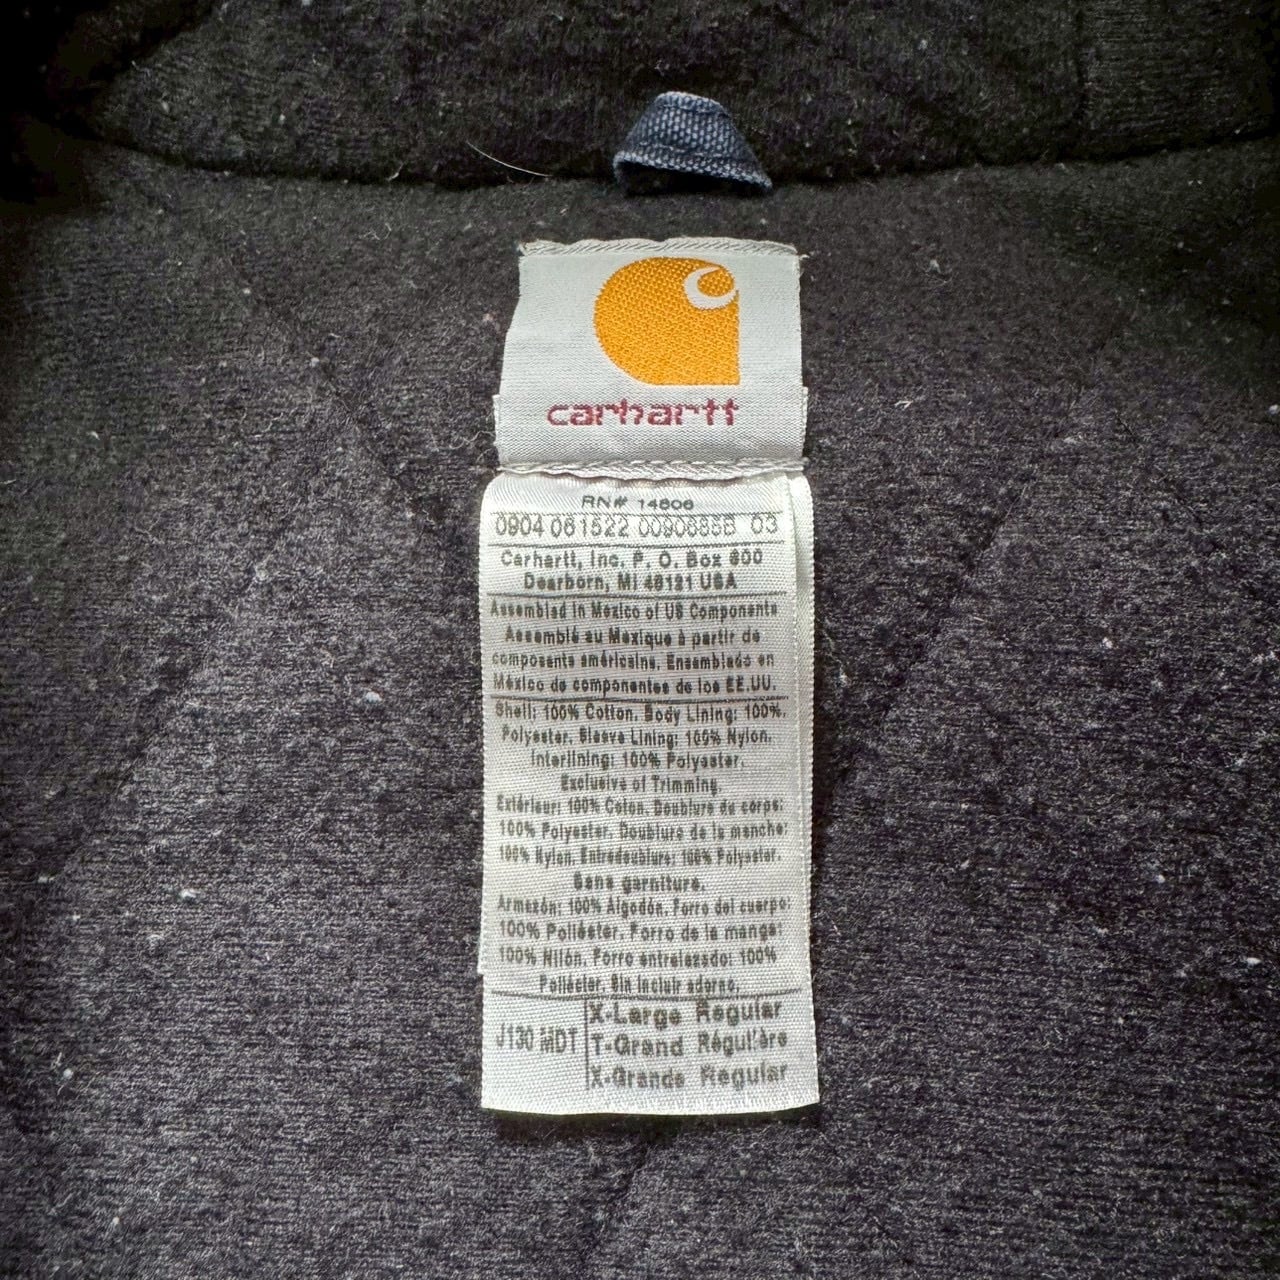 carhartt
RN# 14806
0904 061522 0090685B 03
Carhartt, Inc. P. O. Box 600
Dearborn, MI 48121 USA
Assembled in Mexico of US Components
Assemblé au Mexique à partir de
composants américains. Ensamblado en
México de componentes de los EE.UU.
Shell: 100% Cotton. Body Lining: 100%
Polyester. Sleeve Lining: 100% Nylon.
Interlining: 100% Polyester.
Exclusive of Trimming.
Extérieur: 100% Coton. Doublure de corps:
100% Polyester. Doublure de la manche:
100% Nylon. Entredoublure: 100% Polyester.
Sans garniture.
Armazón: 100% Algodón. Forro del cuerpo:
100% Poliéster. Forro de la manga:
100% Nilón. Forro entrelazado: 100%
Poliéster. Sin incluir adorno.
J130 MDT
X-Large Regular
T-Grand Régulière
X-Grande Regular